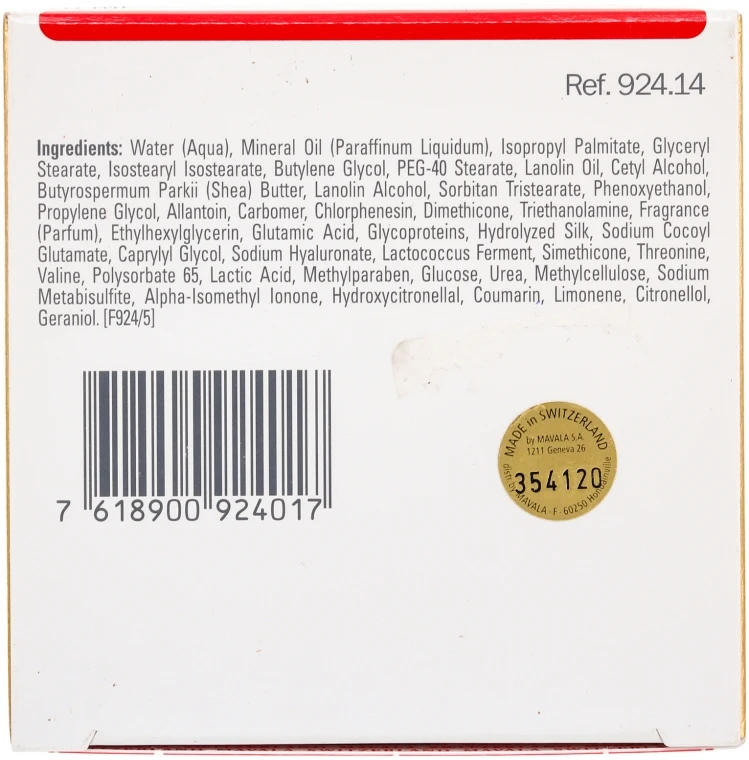 Ref. 924.14
Ingredients: Water (Aqua), Mineral Oil (Paraffinum Liquidum), Isopropyl Palmitate, Glyceryl
Stearate, Isostearyl Isostearate, Butylene Glycol, PEG-40 Stearate, Lanolin Oil, Cetyl Alcohol,
Butyrospermum Parkii (Shea) Butter, Lanolin Alcohol, Sorbitan Tristearate, Phenoxyethanol,
Propylene Glycol, Allantoin, Carbomer, Chlorphenesin, Dimethicone, Triethanolamine, Fragrance
(Parfum), Ethylhexylglycerin, Glutamic Acid, Glycoproteins, Hydrolyzed Silk, Sodium Cocoyl
Glutamate, Caprylyl Glycol, Sodium Hyaluronate, Lactococcus Ferment, Simethicone, Threonine,
Valine, Polysorbate 65, Lactic Acid, Methylparaben, Glucose, Urea, Methylcellulose, Sodium
Metabisulfite, Alpha-Isomethyl Ionone, Hydroxycitronellal, Coumarin, Limonene, Citronellol,
Geraniol. [F924/5]
7 618900 924017
MADE in SWITZERLAND
by MAVALA S.A.
1211 Geneva 26
354120
MAVALA - F - 60250